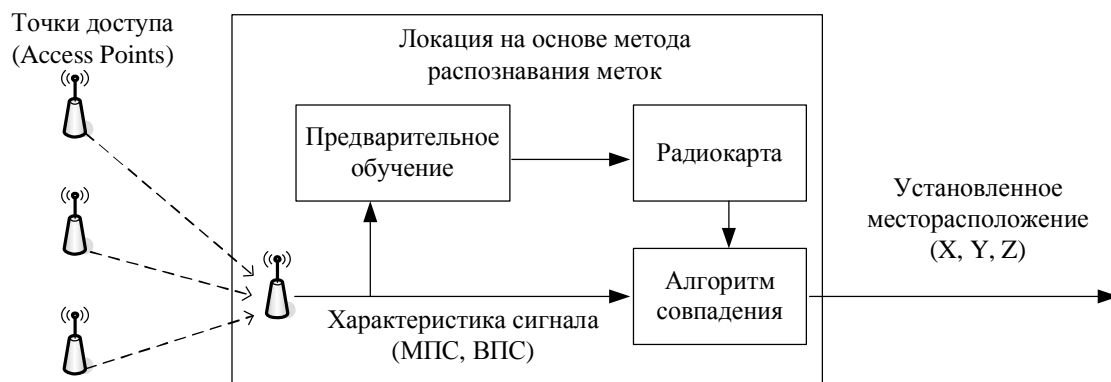 Точки доступа
(Access Points)
Локация на основе метода
распознавания меток
Предварительное
обучение
Радиокарта
Установленное
месторасположение
(X, Y, Z)
Алгоритм
совпадения
Характеристика сигнала
(МПС, ВПС)